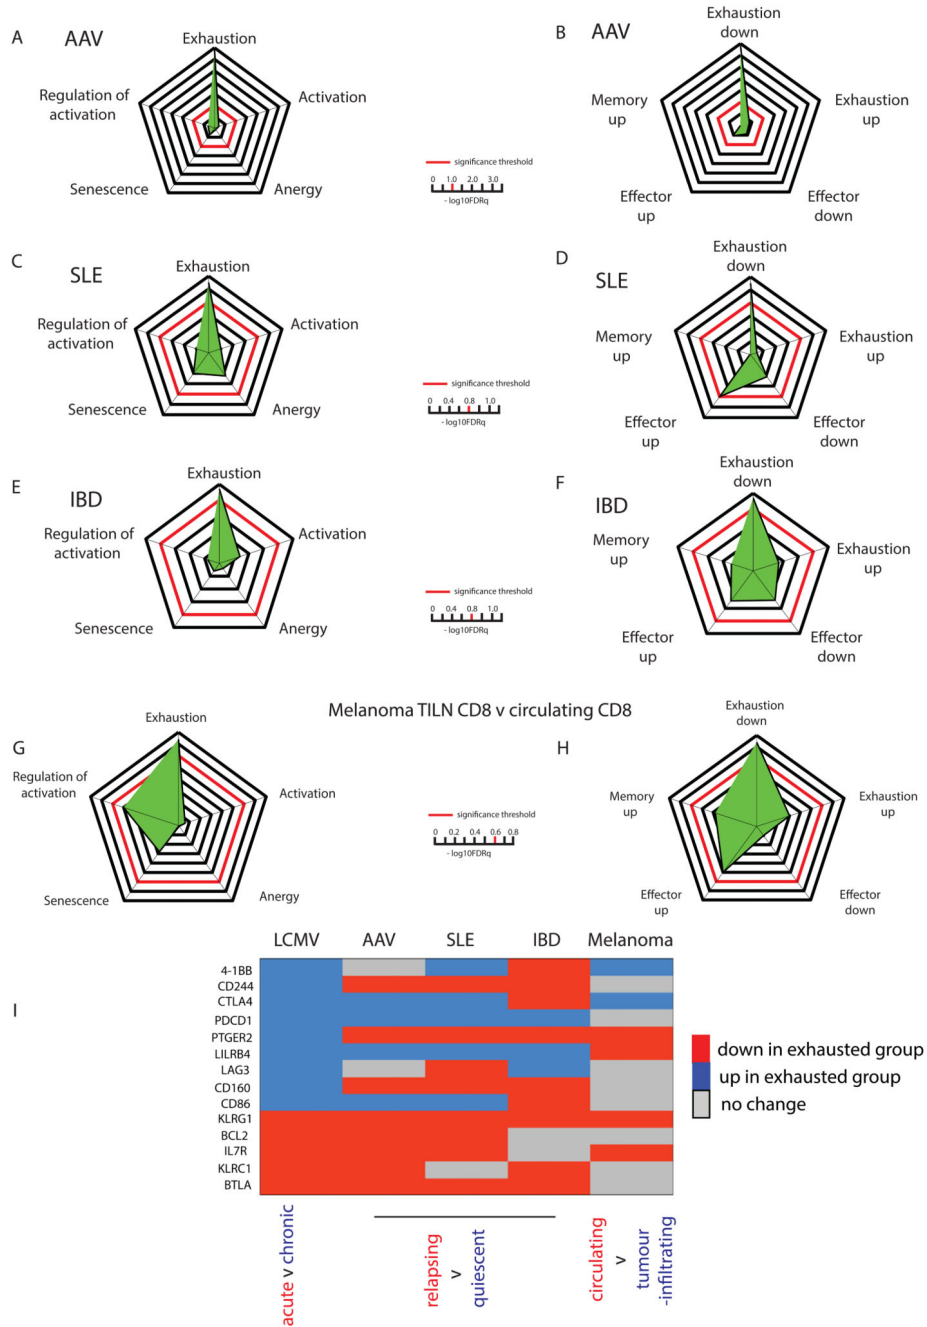 A
AAV
Exhaustion
Activation
Anergy
Senescence
Regulation of
activation
significance threshold
0 1.0 2.0 3.0
- log10FDRq
B
AAV
Exhaustion
down
Exhaustion
up
Effector
down
Effector
up
Memory
up
C
SLE
Exhaustion
Activation
Anergy
Senescence
Regulation of
activation
significance threshold
0 0.4 0.8 1.0
- log10FDRq
D
SLE
Exhaustion
down
Exhaustion
up
Effector
down
Effector
up
Memory
up
E
IBD
Exhaustion
Activation
Anergy
Senescence
Regulation of
activation
significance threshold
0 0.4 0.8 1.0
- log10FDRq
F
IBD
Exhaustion
down
Exhaustion
up
Effector
down
Effector
up
Memory
up
Melanoma TILN CD8 v circulating CD8
G
Exhaustion
Activation
Anergy
Senescence
Regulation of
activation
significance threshold
0 0.2 0.4 0.6 0.8
- log10FDRq
H
Exhaustion
down
Exhaustion
up
Effector
down
Effector
up
Memory
up
I
LCMV AAV SLE IBD Melanoma
4-1BB
CD244
CTLA4
PDCD1
PTGER2
LILRB4
LAG3
CD160
CD86
KLRG1
BCL2
IL7R
KLRC1
BTLA
down in exhausted group
up in exhausted group
no change
acute v chronic
relapsing
v
quiescent
circulating
v
tumour
-infiltrating